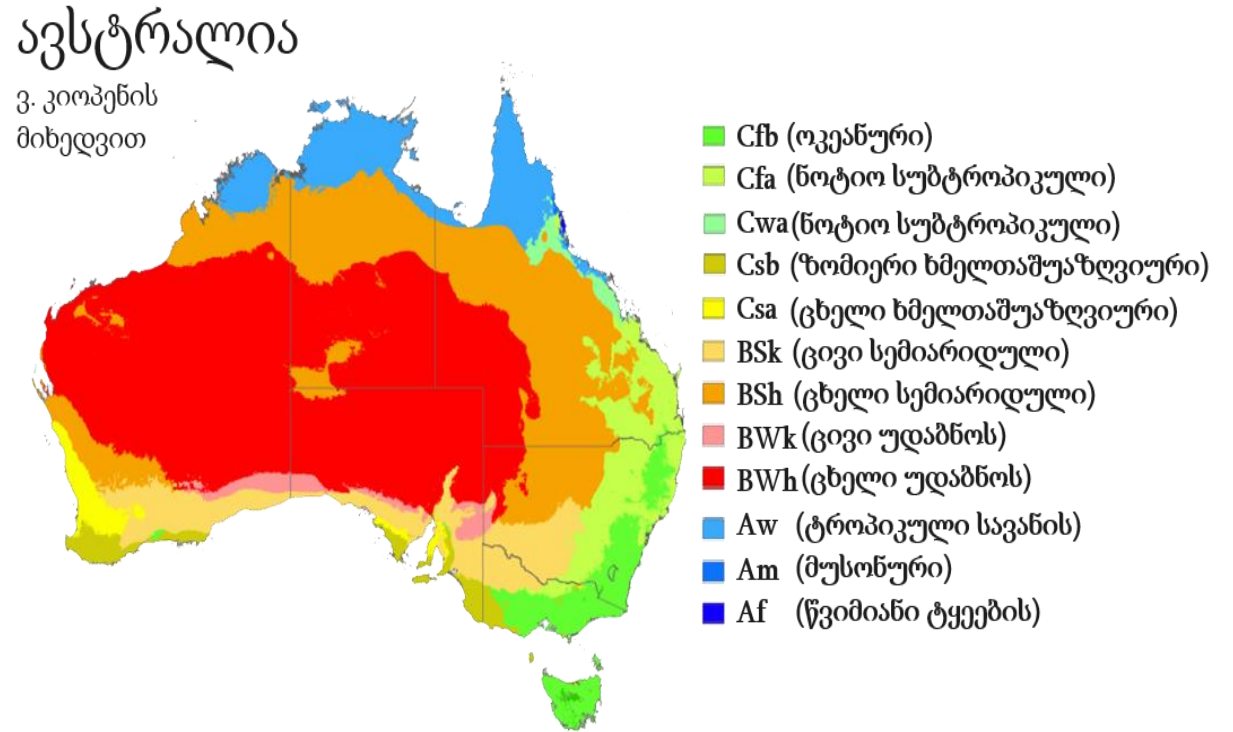 ავსტრალია
ვ. კიოპენის
მიხედვით
Cfb (ოკეანური)
Cfa (ნოტიო სუბტროპიკული)
Cwa (ნოტიო სუბტროპიკული)
Csb (ზომიერი ხმელთაშუაზღვიური)
Csa (ცხელი ხმელთაშუაზღვიური)
BSk (ცივი სემიარიდული)
BSh (ცხელი სემიარიდული)
BWk (ცივი უდაბნოს)
BWh (ცხელი უდაბნოს)
Aw (ტროპიკული სავანის)
Am (მუსონური)
Af (წვიმიანი ტყეების)